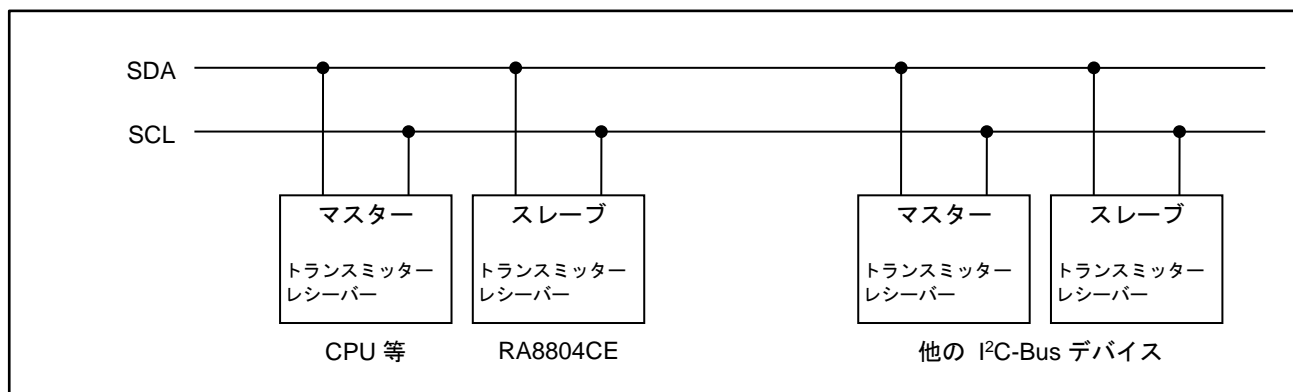 SDA
SCL
マスター
トランスミッター
レシーバー
スレーブ
トランスミッター
レシーバー
マスター
トランスミッター
レシーバー
スレーブ
トランスミッター
レシーバー
CPU 等
RA8804CE
他の I²C-Bus デバイス